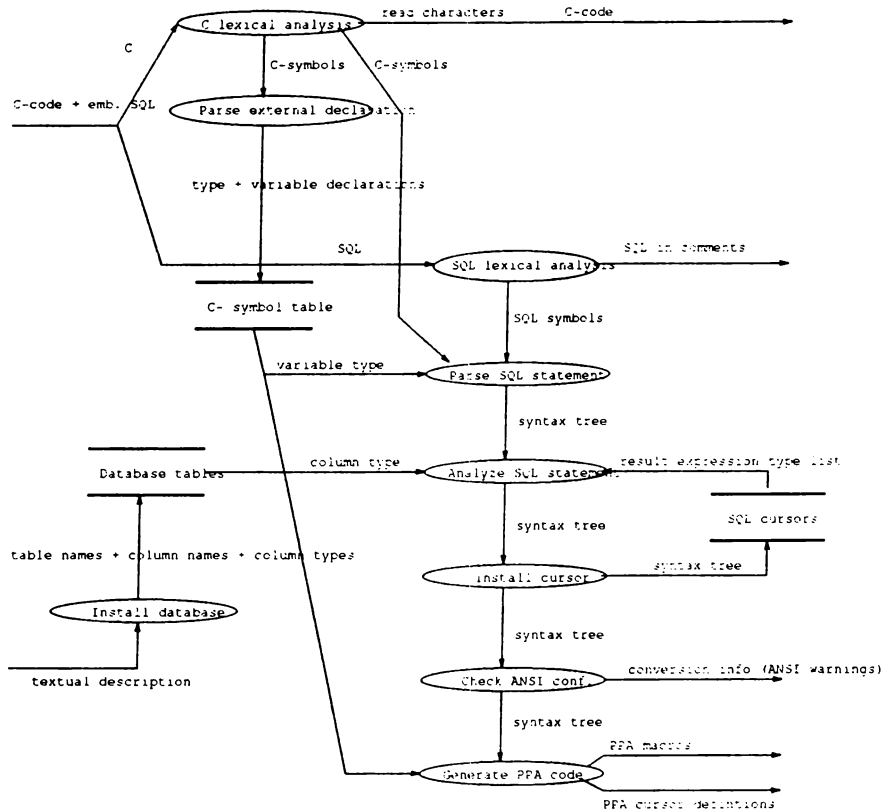 read characters C-code
C lexical analysis
C
C-symbols C-symbols
C-code + emb. SQL
Parse external declaration
type + variable declarations
SQL SQL in comments
SQL lexical analysis
C- symbol table
SQL symbols
variable type
Parse SQL statement
syntax tree
column type result expression type list
Database tables Analyze SQL statement
SQL cursors
syntax tree
table names + column names + column types
syntax tree
Install cursor
Install database
syntax tree
conversion info (ANSI warnings)
textual description Check ANSI conf.
syntax tree
PPA macros
Generate PPA code
PPA cursor defintions